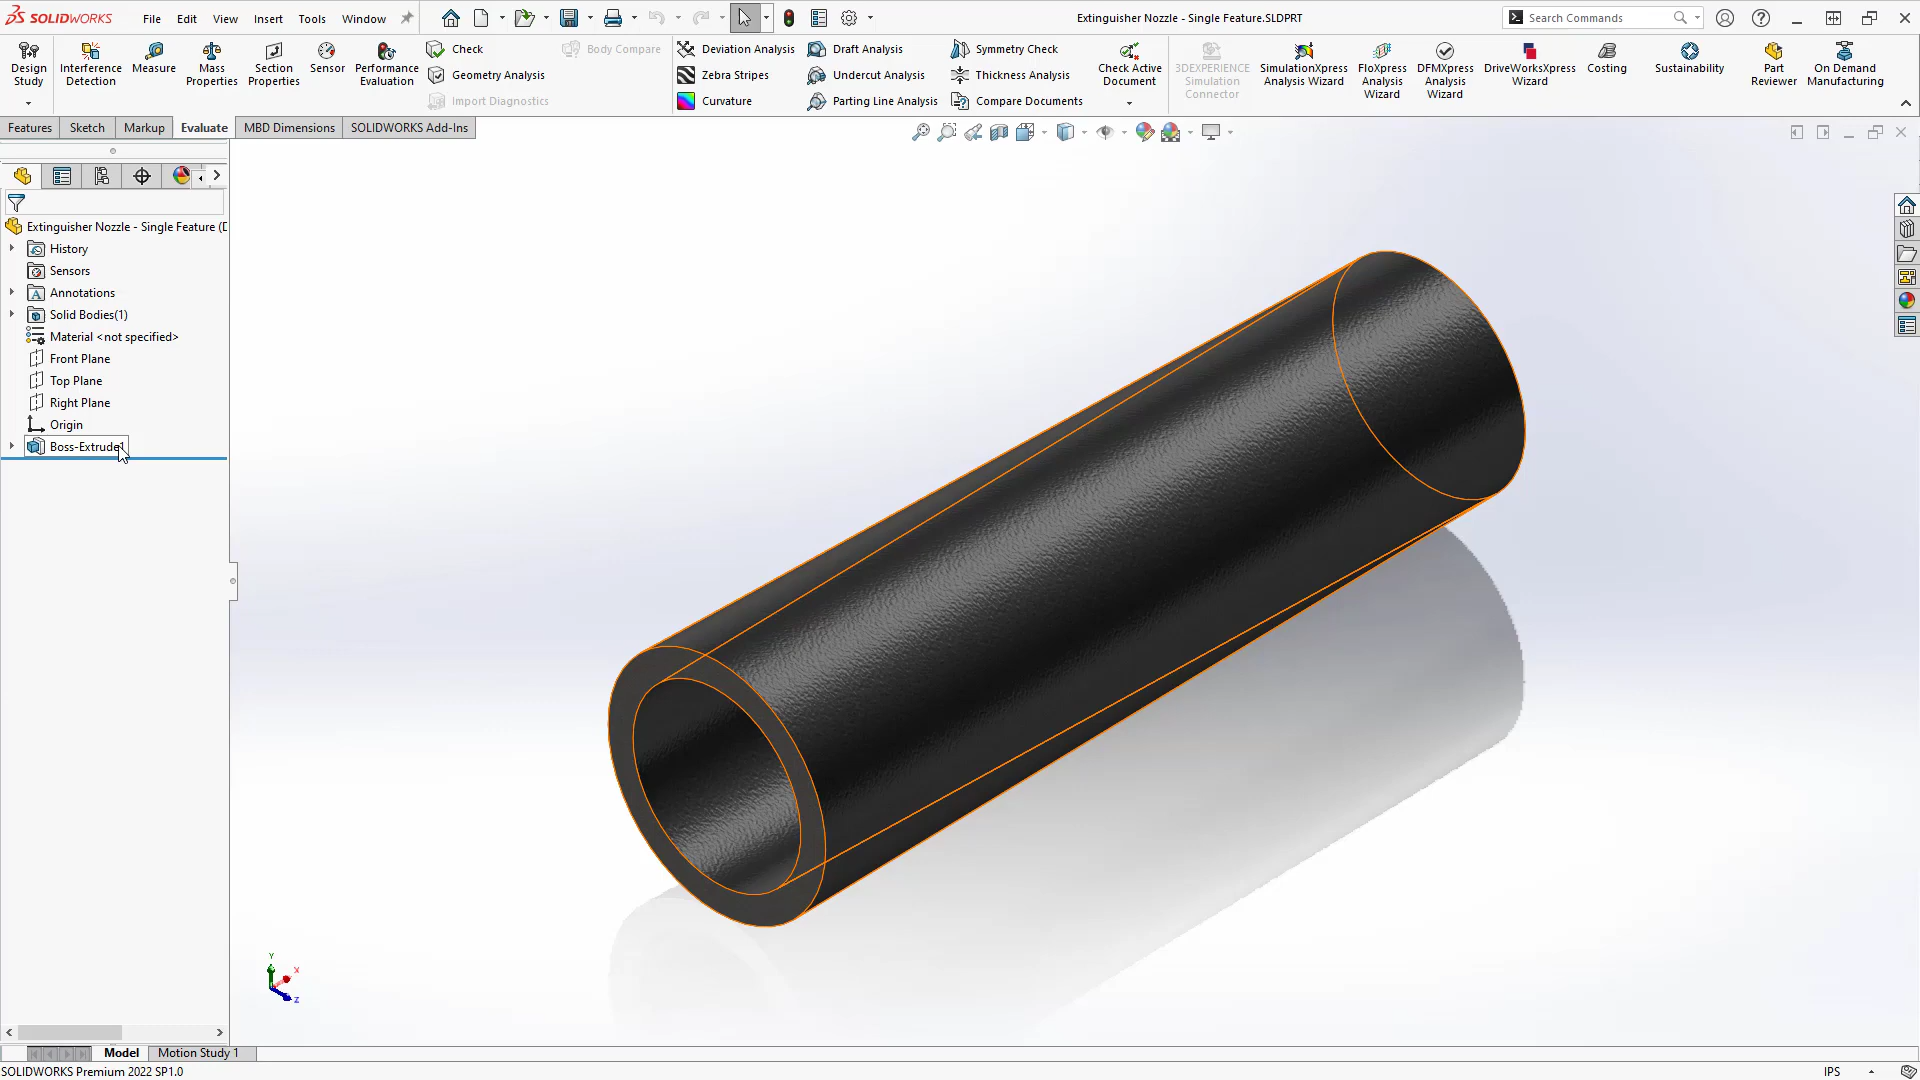 SOLIDWORKS File Edit View Insert Tools Window Extinguisher Nozzle - Single Feature.SLDPRT Search Commands
Design Study
Interference Detection
Measure
Mass Properties
Section Properties
Sensor
Performance Evaluation
Check
Geometry Analysis
Import Diagnostics
Body Compare
Deviation Analysis
Zebra Stripes
Curvature
Draft Analysis
Undercut Analysis
Parting Line Analysis
Symmetry Check
Thickness Analysis
Compare Documents
Check Active Document
3DEXPERIENCE Simulation Connector
SimulationXpress Analysis Wizard
FloXpress Analysis Wizard
DFMXpress Analysis Wizard
DriveWorksXpress Wizard
Costing
Sustainability
Part Reviewer
On Demand Manufacturing
Features Sketch Markup Evaluate MBD Dimensions SOLIDWORKS Add-Ins
Extinguisher Nozzle - Single Feature (D
History
Sensors
Annotations
Solid Bodies(1)
Material <not specified>
Front Plane
Top Plane
Right Plane
Origin
Boss-Extrude1
Y
X
Z
Model Motion Study 1
SOLIDWORKS Premium 2022 SP1.0 IPS